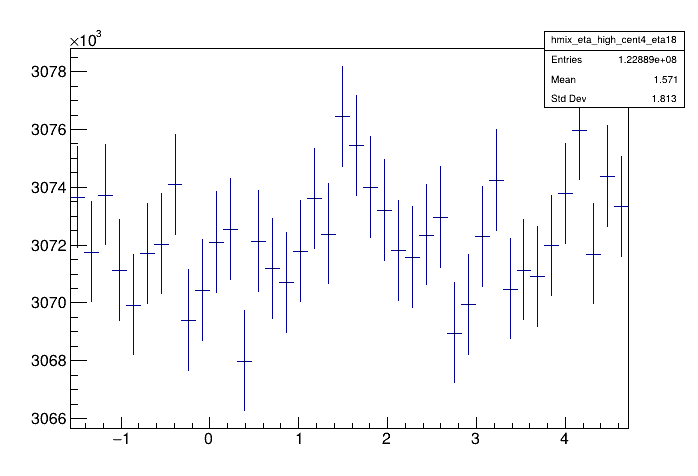 ×10³
hmix_eta_high_cent4_eta18
Entries 1.22889e+08
Mean 1.571
Std Dev 1.813
3078
3076
3074
3072
3070
3068
3066
−1 0 1 2 3 4